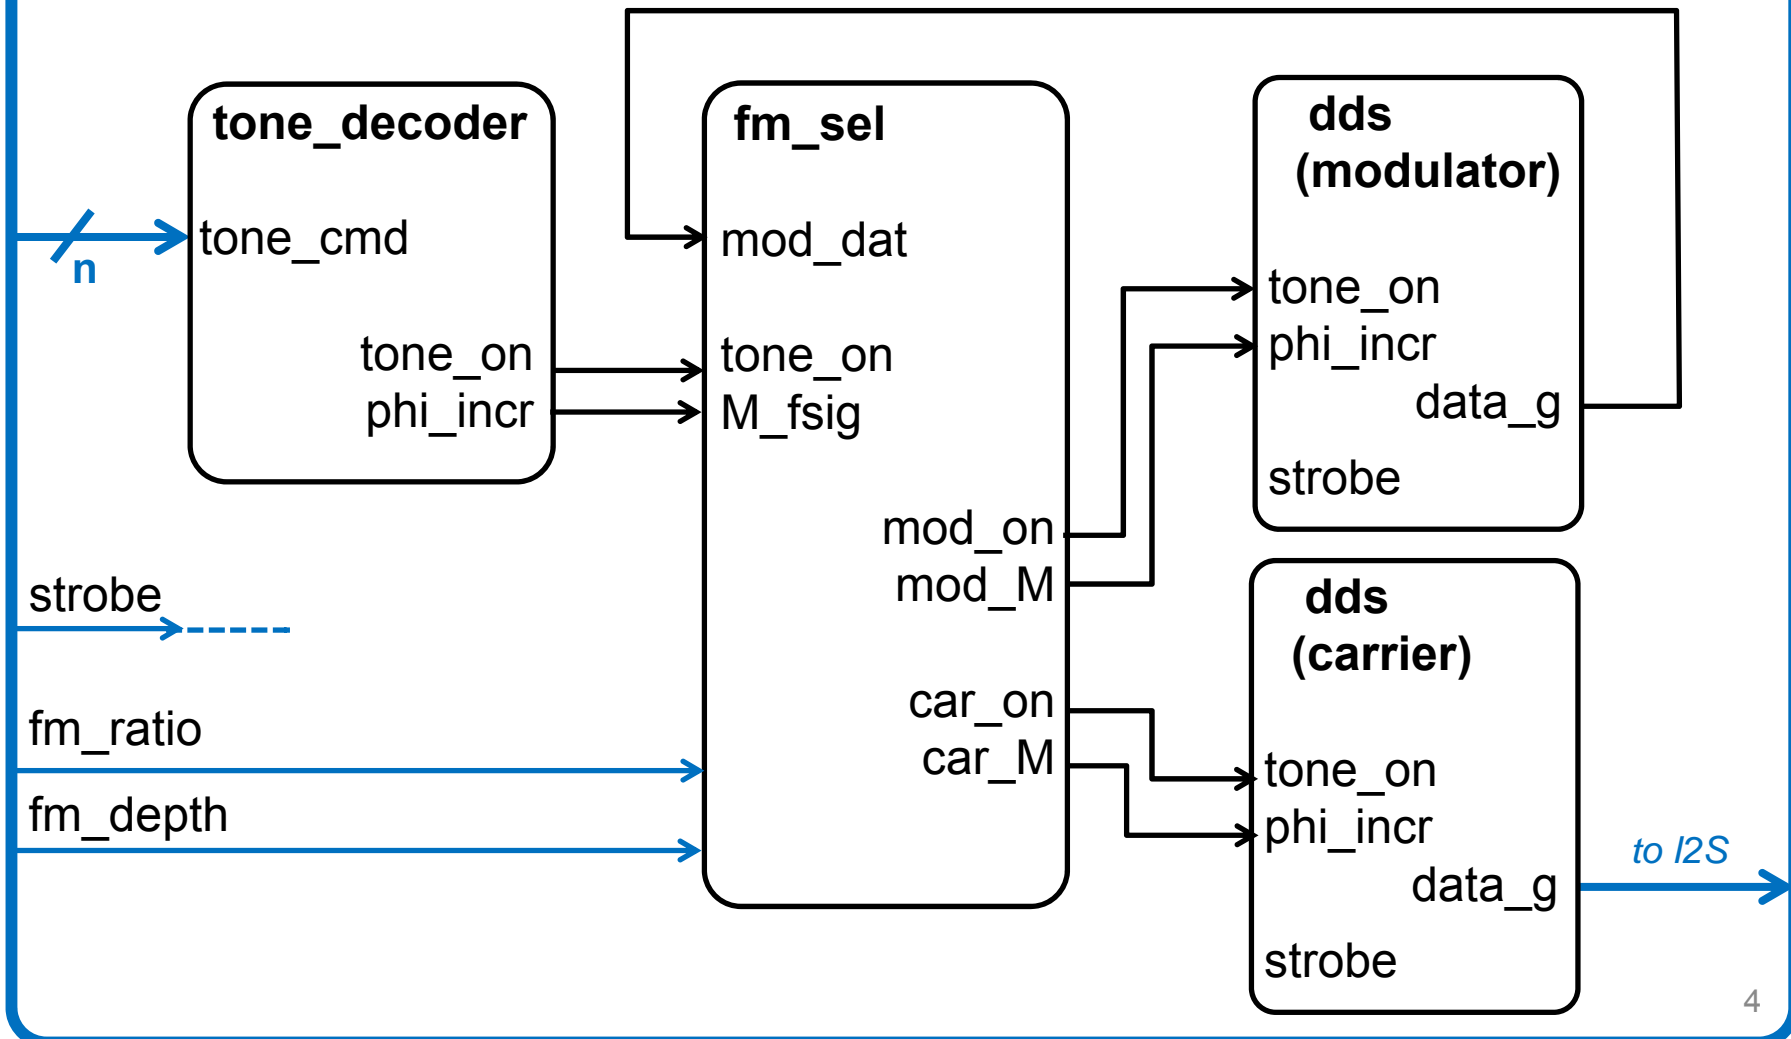 tone_decoder
tone_cmd
n
tone_on
phi_incr
strobe
fm_ratio
fm_depth
fm_sel
mod_dat
tone_on
M_fsig
mod_on
mod_M
car_on
car_M
dds
(modulator)
tone_on
phi_incr
data_g
strobe
dds
(carrier)
tone_on
phi_incr
data_g
strobe
to I2S
4